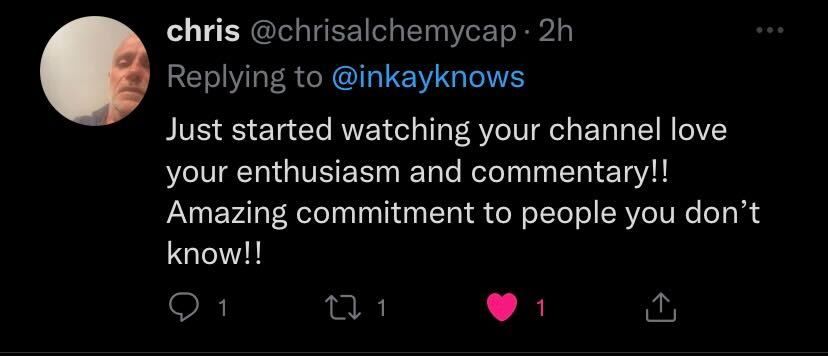 chris @chrisalchemycap · 2h
Replying to @inkayknows
Just started watching your channel love
your enthusiasm and commentary!!
Amazing commitment to people you don’t
know!!
1 1 1